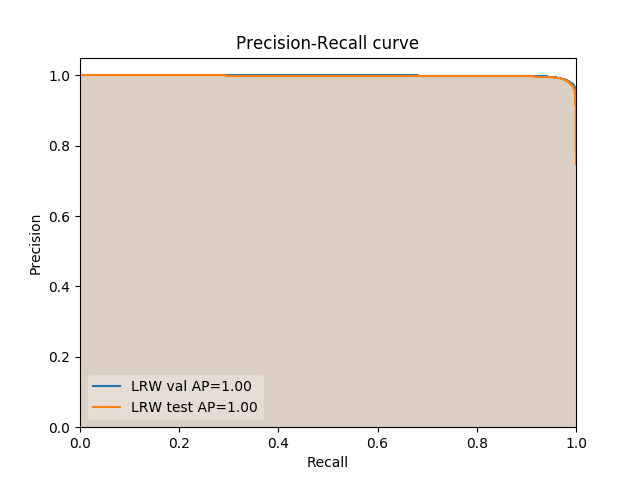 Precision-Recall curve
1.0
0.8
0.6
0.4
0.2
0.0
Precision
LRW val AP=1.00
LRW test AP=1.00
0.0 0.2 0.4 0.6 0.8 1.0
Recall